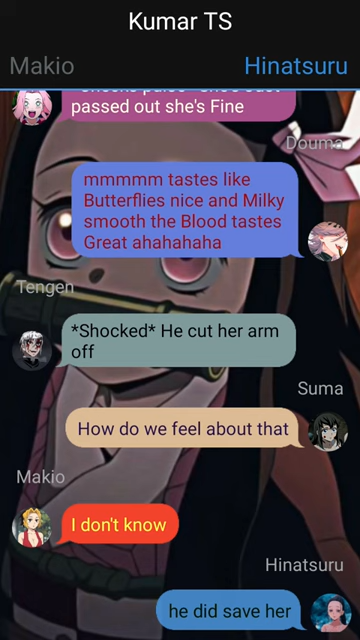 Kumar TS
Makio
Hinatsuru
passed out she's Fine
Douma
mmmmm tastes like
Butterflies nice and Milky
smooth the Blood tastes
Great ahahahaha
Tengen
*Shocked* He cut her arm
off
Suma
How do we feel about that
Makio
I don't know
Hinatsuru
he did save her